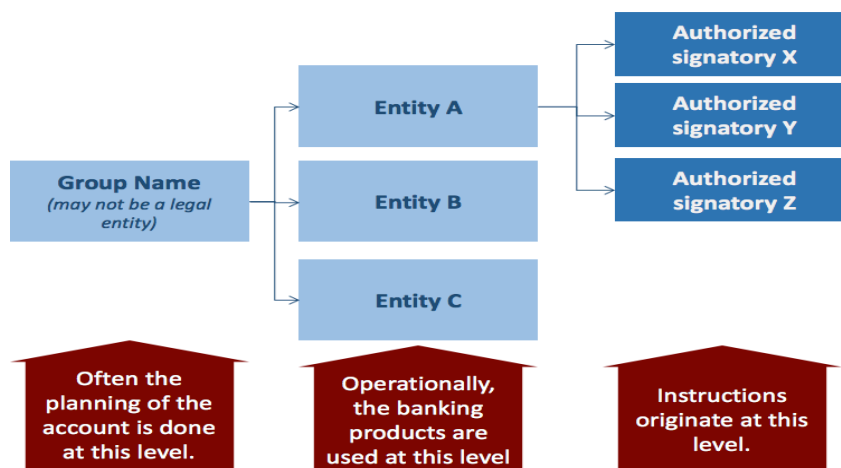 Group Name
(may not be a legal
entity)
Entity A
Entity B
Entity C
Authorized
signatory X
Authorized
signatory Y
Authorized
signatory Z
Often the
planning of the
account is done
at this level.
Operationally,
the banking
products are
used at this level
Instructions
originate at this
level.